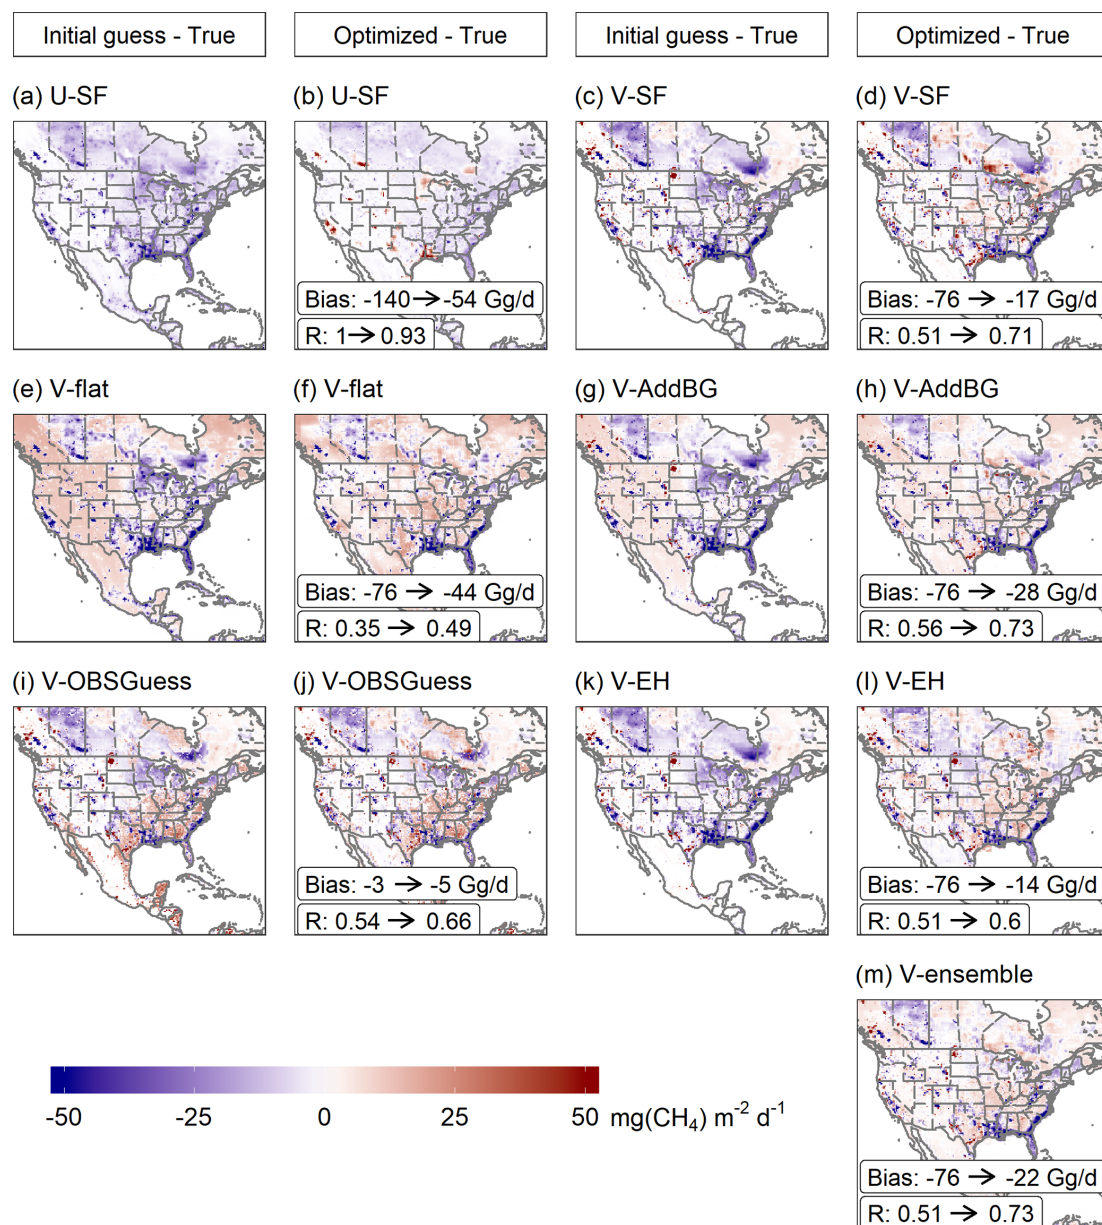 Initial guess - True
Optimized - True
Initial guess - True
Optimized - True
(a) U-SF
(b) U-SF
(c) V-SF
(d) V-SF
Bias: -140→-54 Gg/d
R: 1→0.93
Bias: -76 → -17 Gg/d
R: 0.51 → 0.71
(e) V-flat
(f) V-flat
(g) V-AddBG
(h) V-AddBG
Bias: -76 → -44 Gg/d
R: 0.35 → 0.49
Bias: -76 → -28 Gg/d
R: 0.56 → 0.73
(i) V-OBSGuess
(j) V-OBSGuess
(k) V-EH
(l) V-EH
Bias: -3 → -5 Gg/d
R: 0.54 → 0.66
Bias: -76 → -14 Gg/d
R: 0.51 → 0.6
(m) V-ensemble
Bias: -76 → -22 Gg/d
R: 0.51 → 0.73
-50 -25 0 25 50 mg(CH₄) m⁻² d⁻¹